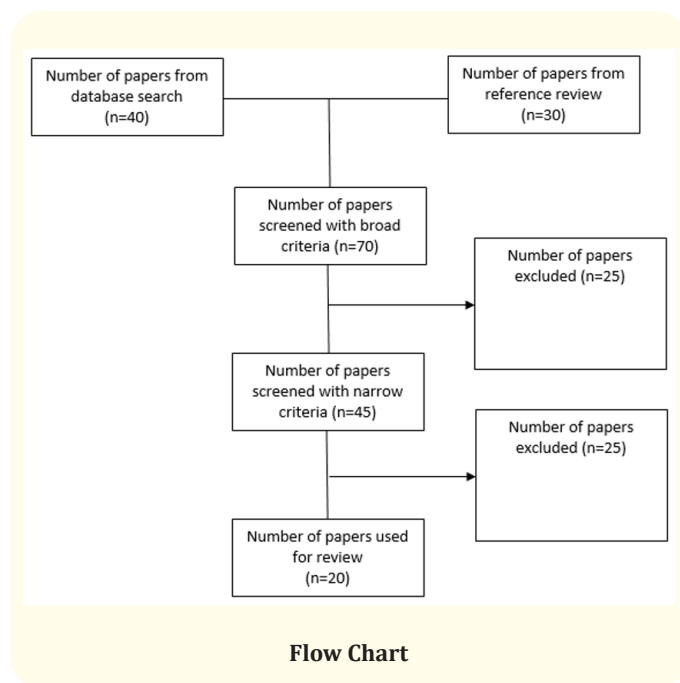 Number of papers from
database search
(n=40)
Number of papers from
reference review
(n=30)
Number of papers
screened with broad
criteria (n=70)
Number of papers
excluded (n=25)
Number of papers
screened with narrow
criteria (n=45)
Number of papers
excluded (n=25)
Number of papers used
for review
(n=20)
Flow Chart